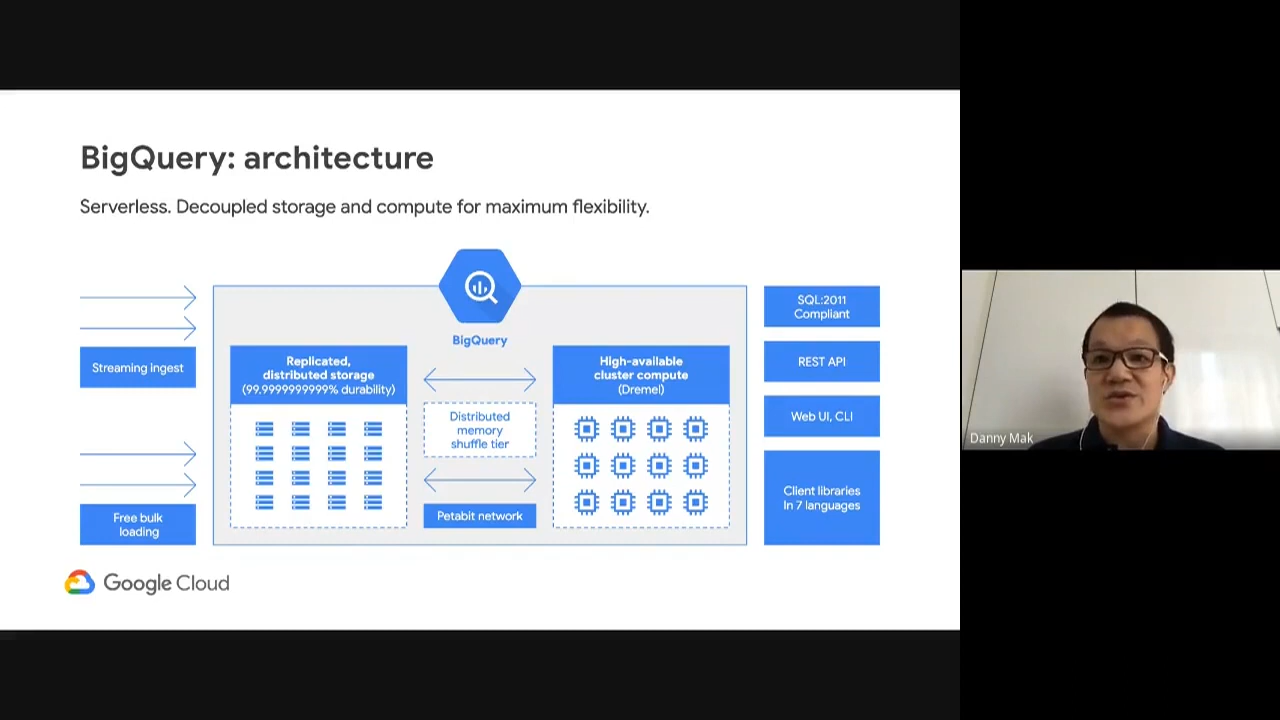 BigQuery: architecture
Serverless. Decoupled storage and compute for maximum flexibility.
Streaming ingest
Free bulk
loading
BigQuery
Replicated,
distributed storage
(99.9999999999% durability)
Distributed
memory
shuffle tier
Petabit network
High-available
cluster compute
(Dremel)
SQL:2011
Compliant
REST API
Web UI, CLI
Client libraries
In 7 languages
Google Cloud
Danny Mak